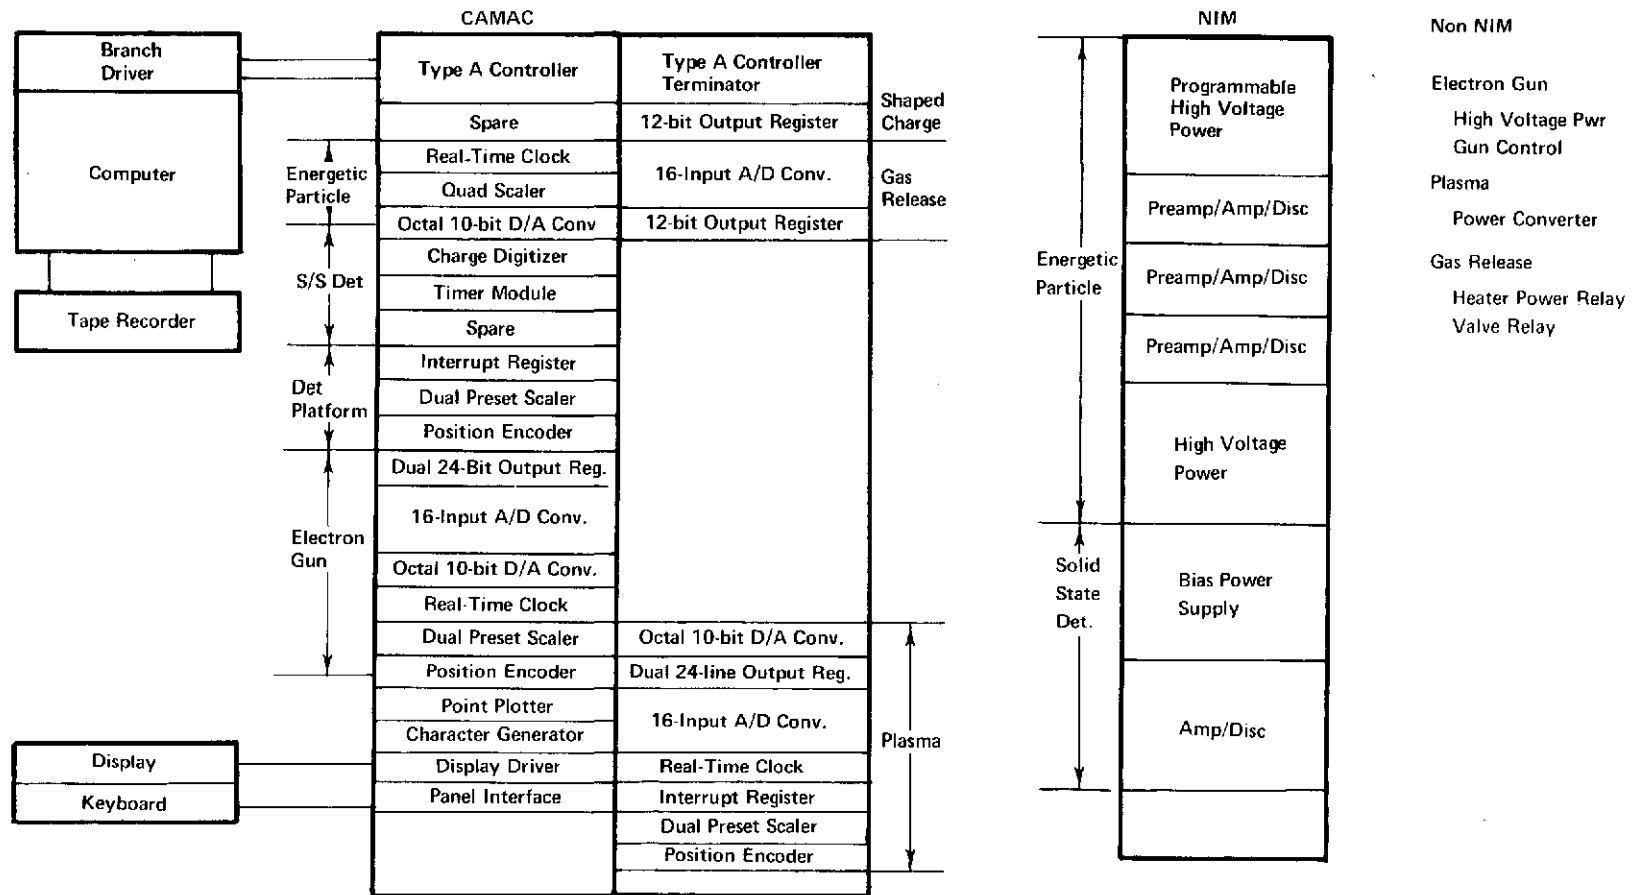 CAMAC
NIM
Non NIM
Branch
Driver
Computer
Tape Recorder
Display
Keyboard
Energetic
Particle
S/S Det
Det
Platform
Electron
Gun
Type A Controller
Spare
Real-Time Clock
Quad Scaler
Octal 10-bit D/A Conv
Charge Digitizer
Timer Module
Spare
Interrupt Register
Dual Preset Scaler
Position Encoder
Dual 24-Bit Output Reg.
16-Input A/D Conv.
Octal 10-bit D/A Conv.
Real-Time Clock
Dual Preset Scaler
Position Encoder
Point Plotter
Character Generator
Display Driver
Panel Interface
Type A Controller
Terminator
12-bit Output Register
16-Input A/D Conv.
12-bit Output Register
Octal 10-bit D/A Conv.
Dual 24-line Output Reg.
16-Input A/D Conv.
Real-Time Clock
Interrupt Register
Dual Preset Scaler
Position Encoder
Shaped
Charge
Gas
Release
Plasma
Energetic
Particle
Solid
State
Det.
Programmable
High Voltage
Power
Preamp/Amp/Disc
Preamp/Amp/Disc
Preamp/Amp/Disc
High Voltage
Power
Bias Power
Supply
Amp/Disc
Electron Gun
High Voltage Pwr
Gun Control
Plasma
Power Converter
Gas Release
Heater Power Relay
Valve Relay